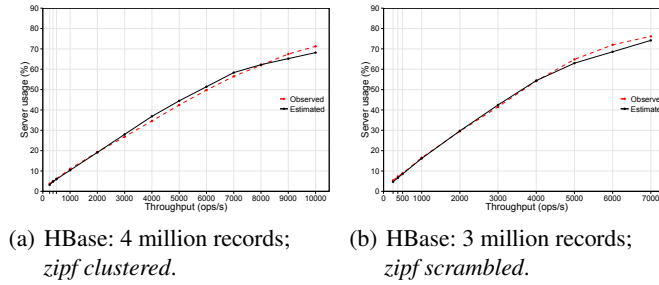 90
80
70
60
50
40
30
20
10
0
Server usage (%)
Observed
Estimated
0 500 1000 2000 3000 4000 5000 6000 7000 8000 9000 10000
Throughput (ops/s)
(a) HBase: 4 million records;
zipf clustered.
90
80
70
60
50
40
30
20
10
0
Server usage (%)
Observed
Estimated
0 500 1000 2000 3000 4000 5000 6000 7000
Throughput (ops/s)
(b) HBase: 3 million records;
zipf scrambled.